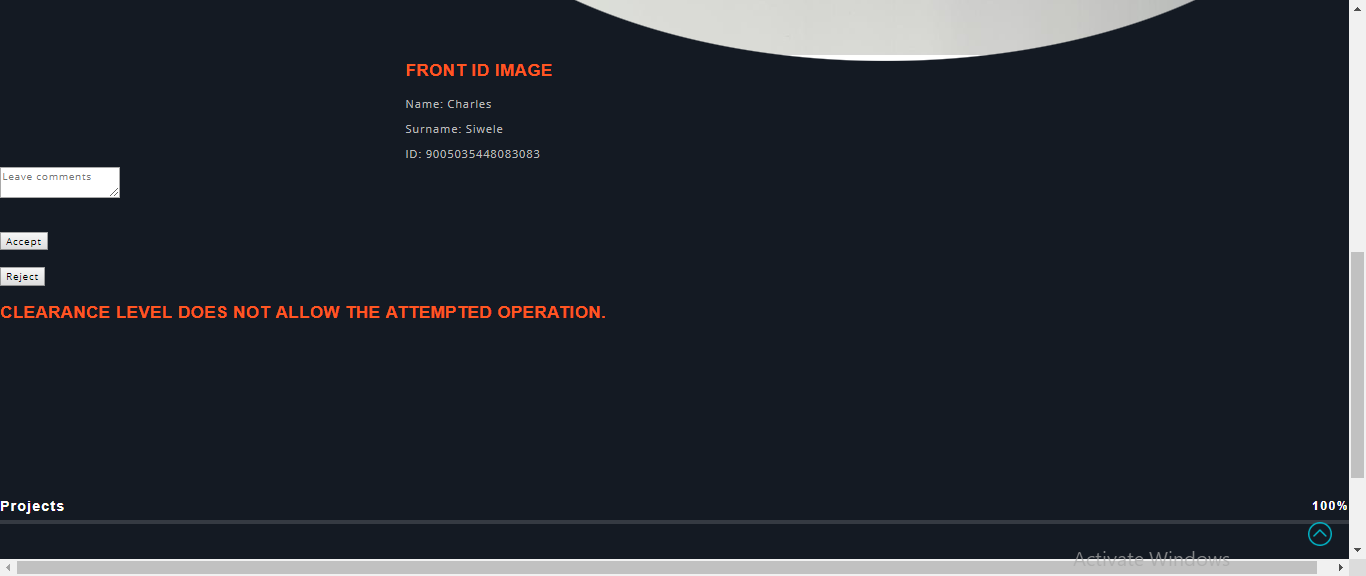 FRONT ID IMAGE
Name: Charles
Surname: Siwele
ID: 9005035448083083
Leave comments
Accept
Reject
CLEARANCE LEVEL DOES NOT ALLOW THE ATTEMPTED OPERATION.
Projects 100%
Activate Windows